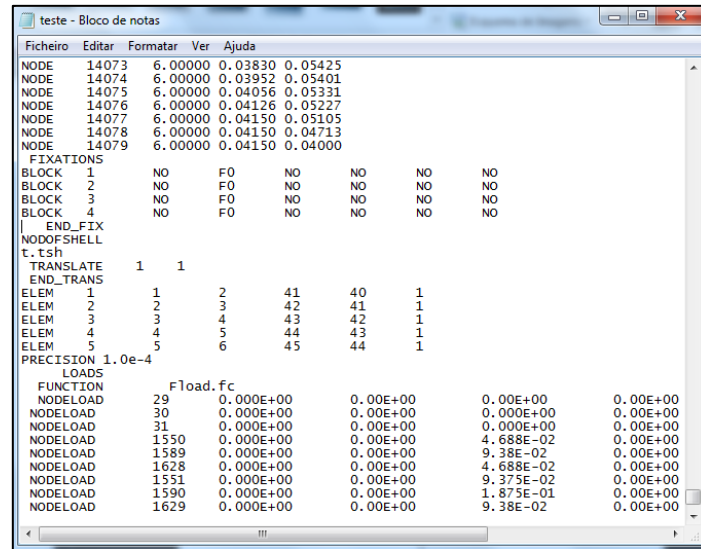 teste - Bloco de notas
Ficheiro Editar Formatar Ver Ajuda
NODE 14073 6.00000 0.03830 0.05425
NODE 14074 6.00000 0.03952 0.05401
NODE 14075 6.00000 0.04056 0.05331
NODE 14076 6.00000 0.04126 0.05227
NODE 14077 6.00000 0.04150 0.05105
NODE 14078 6.00000 0.04150 0.04713
NODE 14079 6.00000 0.04150 0.04000
FIXATIONS
BLOCK 1 NO F0 NO NO NO NO
BLOCK 2 NO F0 NO NO NO NO
BLOCK 3 NO F0 NO NO NO NO
BLOCK 4 NO F0 NO NO NO NO
END_FIX
NODOFSHELL
t.tsh
TRANSLATE 1 1
END_TRANS
ELEM 1 1 2 41 40 1
ELEM 2 2 3 42 41 1
ELEM 3 3 4 43 42 1
ELEM 4 4 5 44 43 1
ELEM 5 5 6 45 44 1
PRECISION 1.0e-4
LOADS
FUNCTION Fload.fc
NODELOAD 29 0.000E+00 0.00E+00 0.00E+00 0.00E+00
NODELOAD 30 0.000E+00 0.00E+00 0.000E+00 0.00E+00
NODELOAD 31 0.000E+00 0.00E+00 0.000E+00 0.00E+00
NODELOAD 1550 0.000E+00 0.00E+00 4.688E-02 0.00E+00
NODELOAD 1589 0.000E+00 0.00E+00 9.38E-02 0.00E+00
NODELOAD 1628 0.000E+00 0.00E+00 4.688E-02 0.00E+00
NODELOAD 1551 0.000E+00 0.00E+00 9.375E-02 0.00E+00
NODELOAD 1590 0.000E+00 0.00E+00 1.875E-01 0.00E+00
NODELOAD 1629 0.000E+00 0.00E+00 9.38E-02 0.00E+00